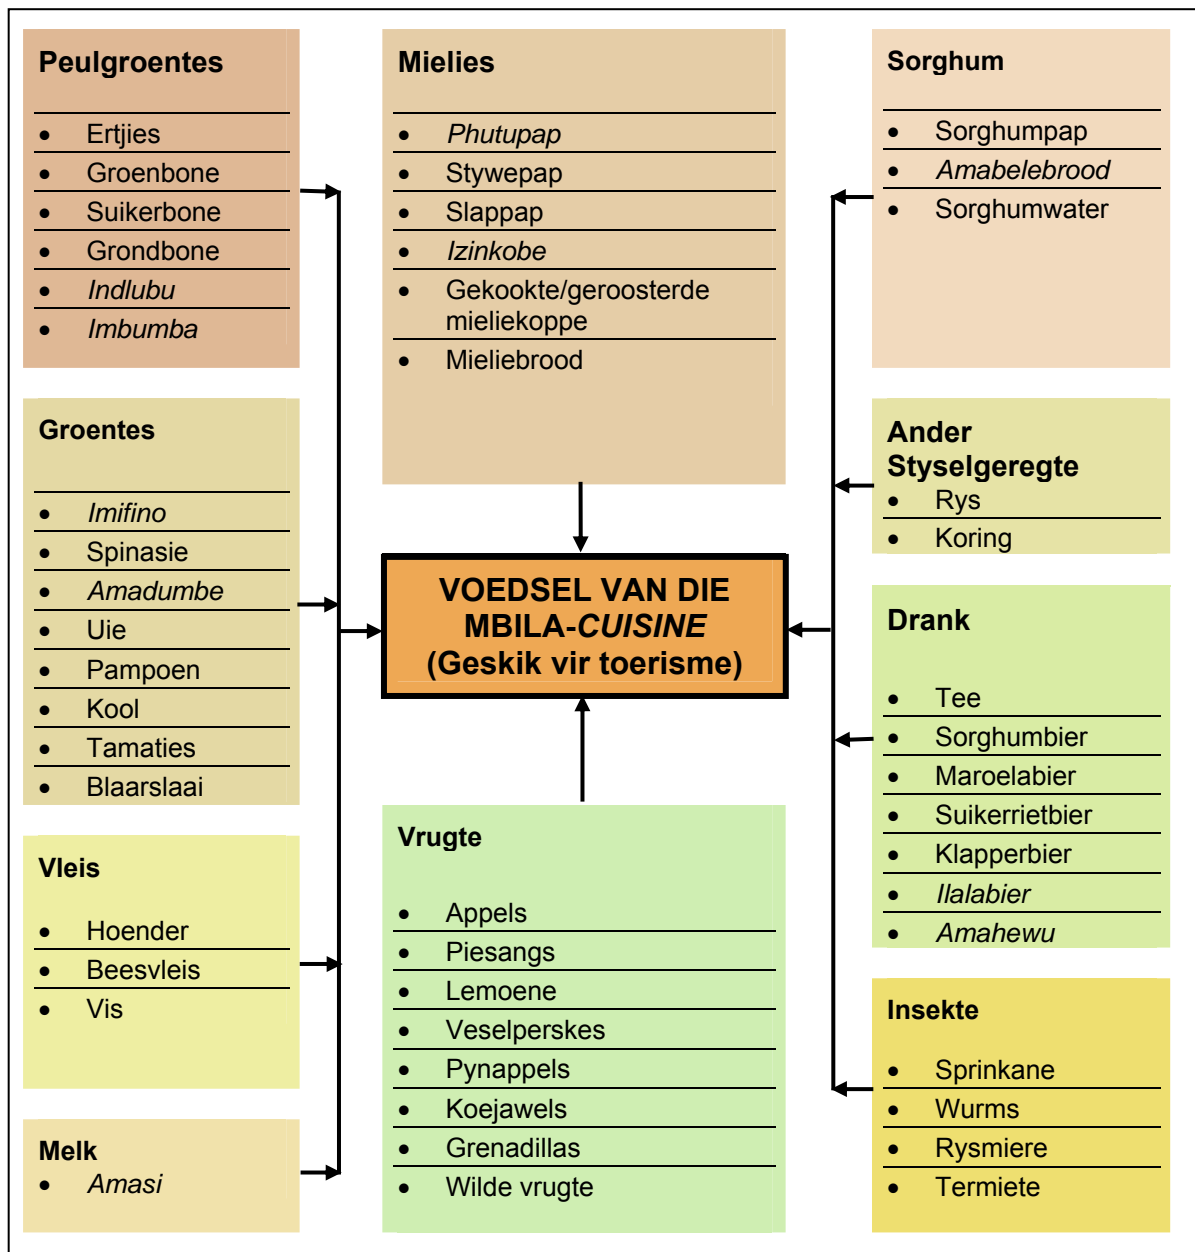 Peulgroentes
• Ertjies
• Groenbone
• Suikerbone
• Grondbone
• Indlubu
• Imbumba
Groentes
• Imifino
• Spinasie
• Amadumbe
• Uie
• Pampoen
• Kool
• Tamaties
• Blaarslaai
Vleis
• Hoender
• Beesvleis
• Vis
Melk
• Amasi
Mielies
• Phutupap
• Stywepap
• Slappap
• Izinkobe
• Gekookte/geroosterde
mieliekoppe
• Mieliebrood
VOEDSEL VAN DIE
MBILA-CUISINE
(Geskik vir toerisme)
Vrugte
• Appels
• Piesangs
• Lemoene
• Veselperskes
• Pynappels
• Koejawels
• Grenadillas
• Wilde vrugte
Sorghum
• Sorghumpap
• Amabelebrood
• Sorghumwater
Ander
Styselgeregte
• Rys
• Koring
Drank
• Tee
• Sorghumbier
• Maroelabier
• Suikerrietbier
• Klapperbier
• Ilalabier
• Amahewu
Insekte
• Sprinkane
• Wurms
• Rysmiere
• Termiete